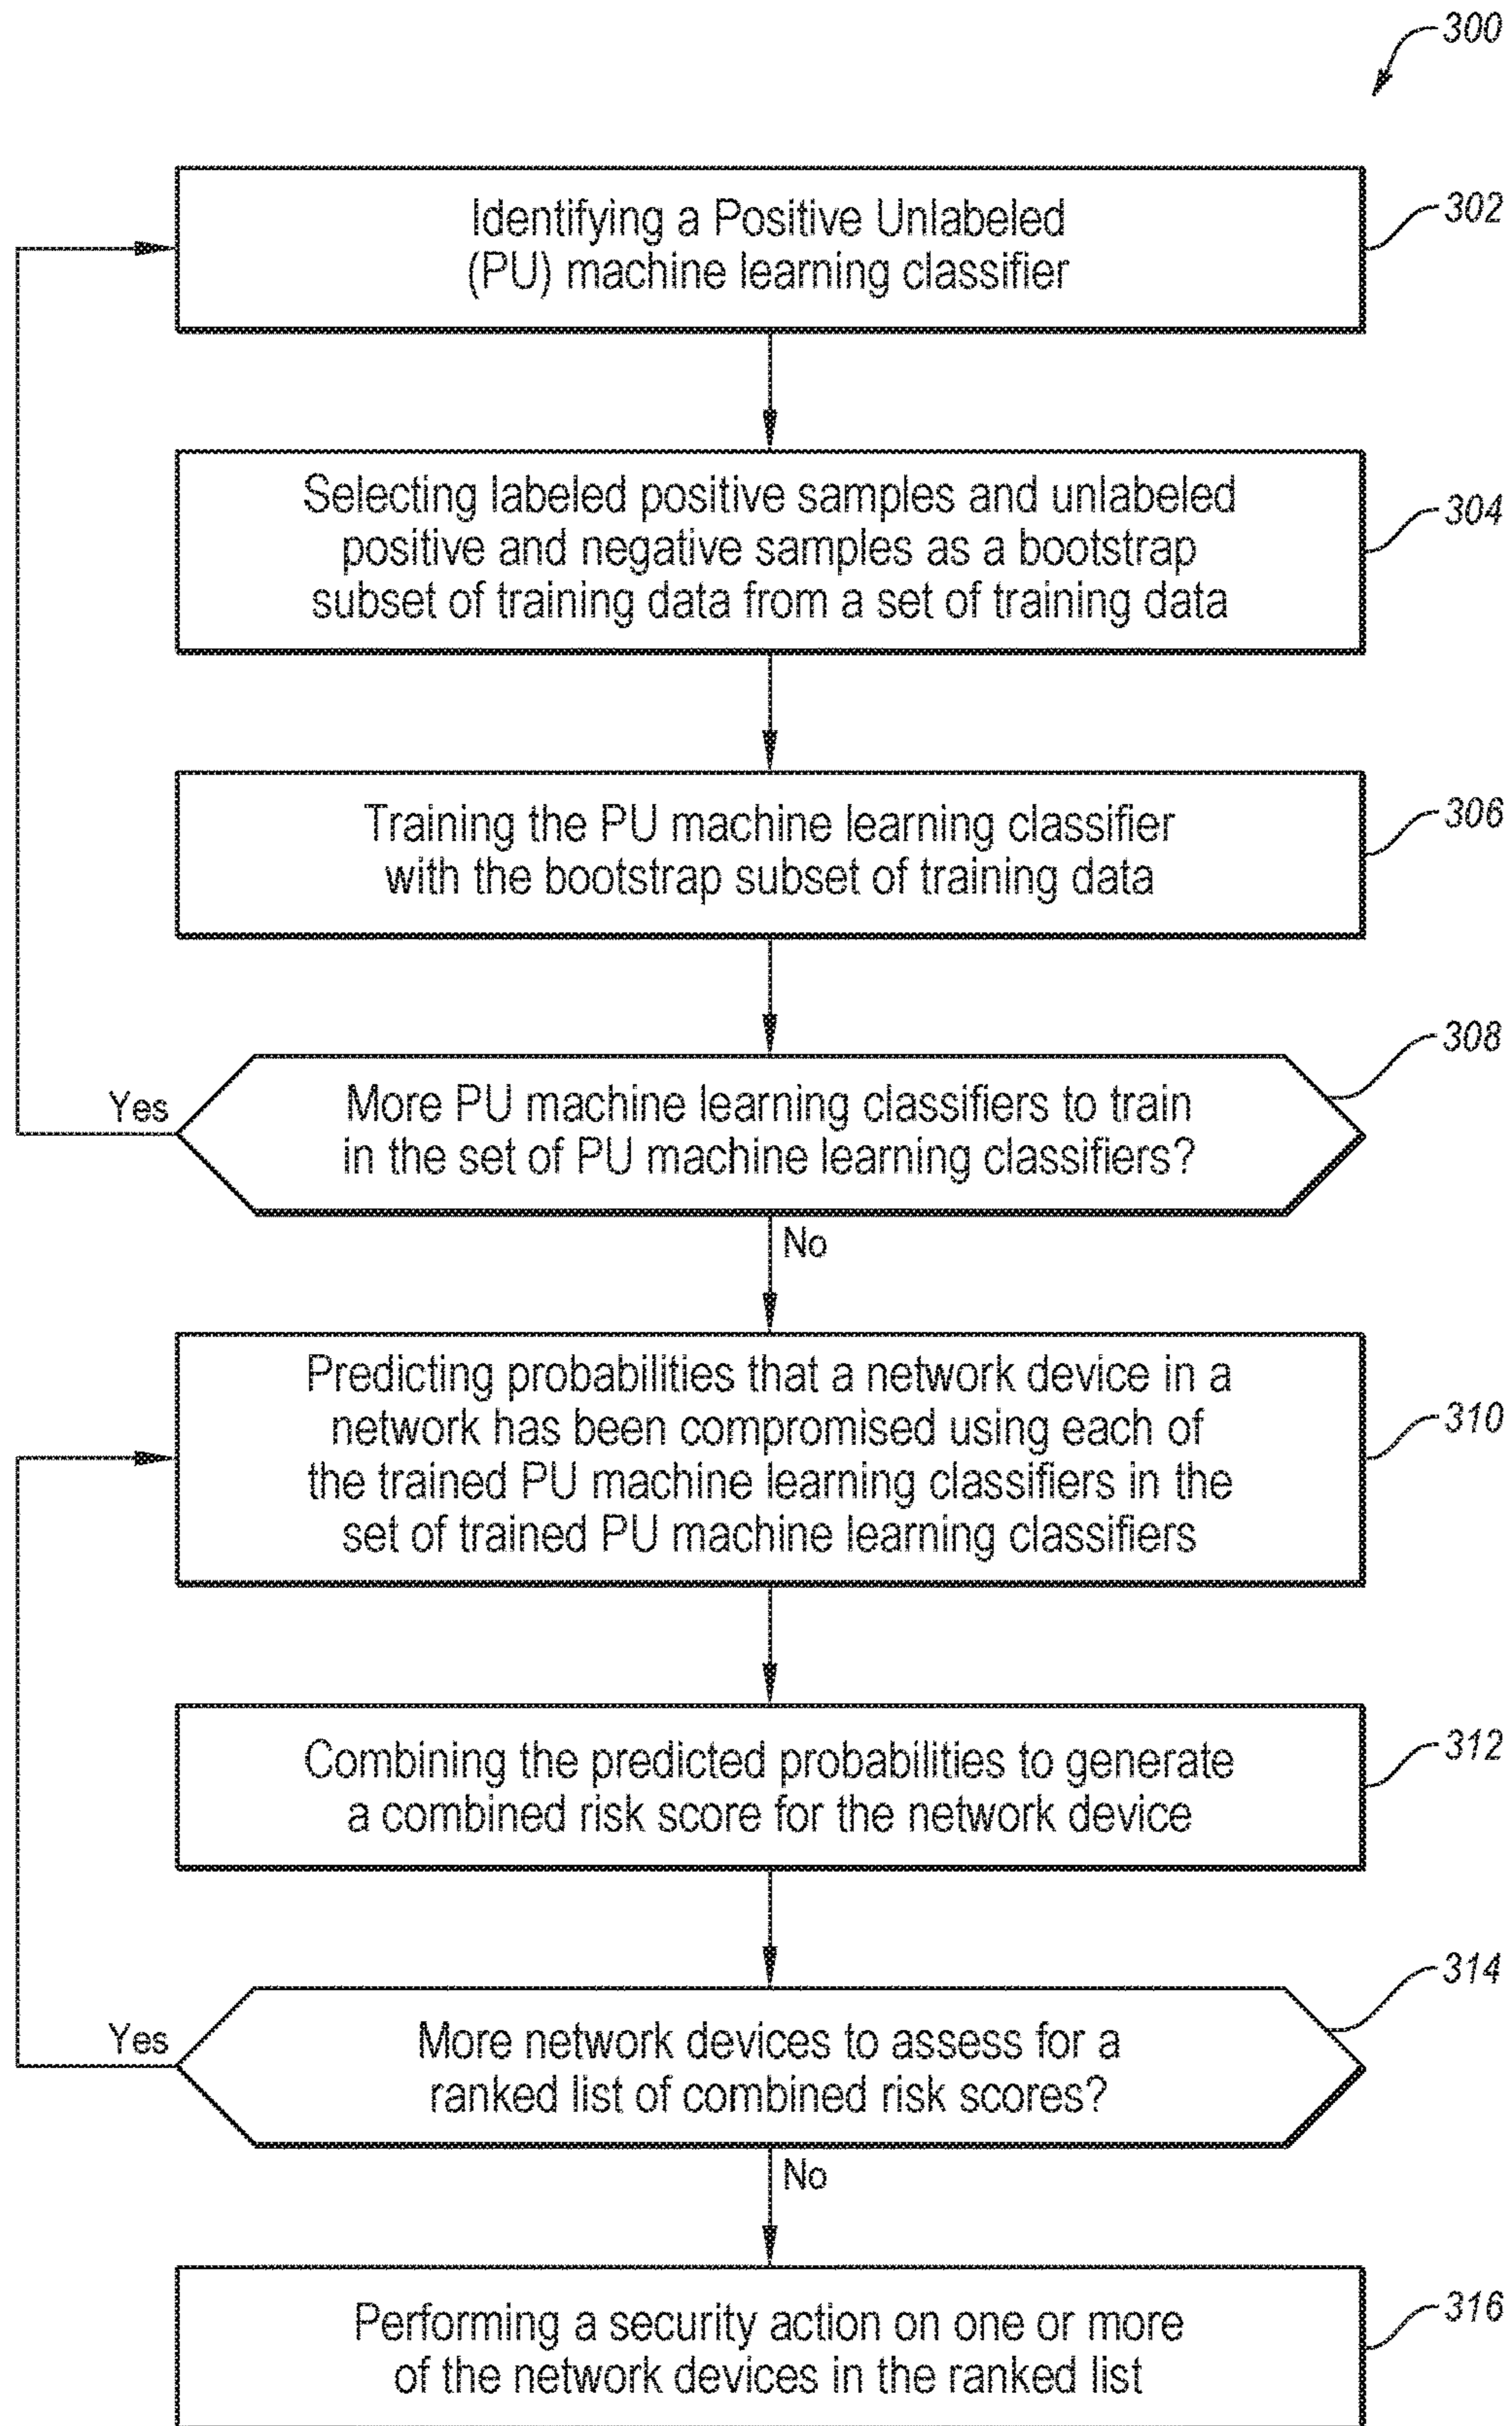 300
Identifying a Positive Unlabeled
(PU) machine learning classifier
302
Selecting labeled positive samples and unlabeled
positive and negative samples as a bootstrap
subset of training data from a set of training data
304
Training the PU machine learning classifier
with the bootstrap subset of training data
306
308
More PU machine learning classifiers to train
in the set of PU machine learning classifiers?
Yes
No
Predicting probabilities that a network device in a
network has been compromised using each of
the trained PU machine learning classifiers in the
set of trained PU machine learning classifiers
310
Combining the predicted probabilities to generate
a combined risk score for the network device
312
314
More network devices to assess for a
ranked list of combined risk scores?
Yes
No
Performing a security action on one or more
of the network devices in the ranked list
316